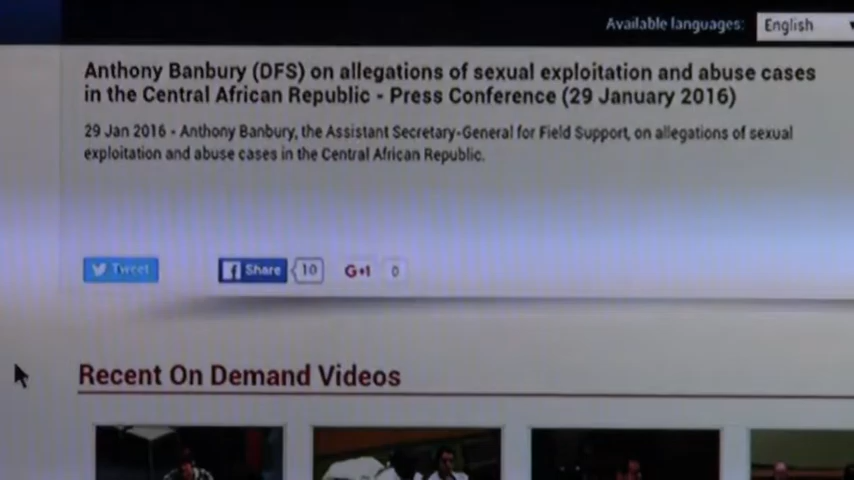 Available languages: English
Anthony Banbury (DFS) on allegations of sexual exploitation and abuse cases
in the Central African Republic - Press Conference (29 January 2016)
29 Jan 2016 - Anthony Banbury, the Assistant Secretary-General for Field Support, on allegations of sexual
exploitation and abuse cases in the Central African Republic.
Tweet Share 10 G+1 0
Recent On Demand Videos